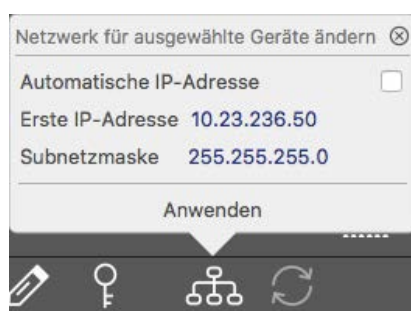 Netzwerk für ausgewählte Geräte ändern
Automatische IP-Adresse
Erste IP-Adresse 10.23.236.50
Subnetzmaske 255.255.255.0
Anwenden